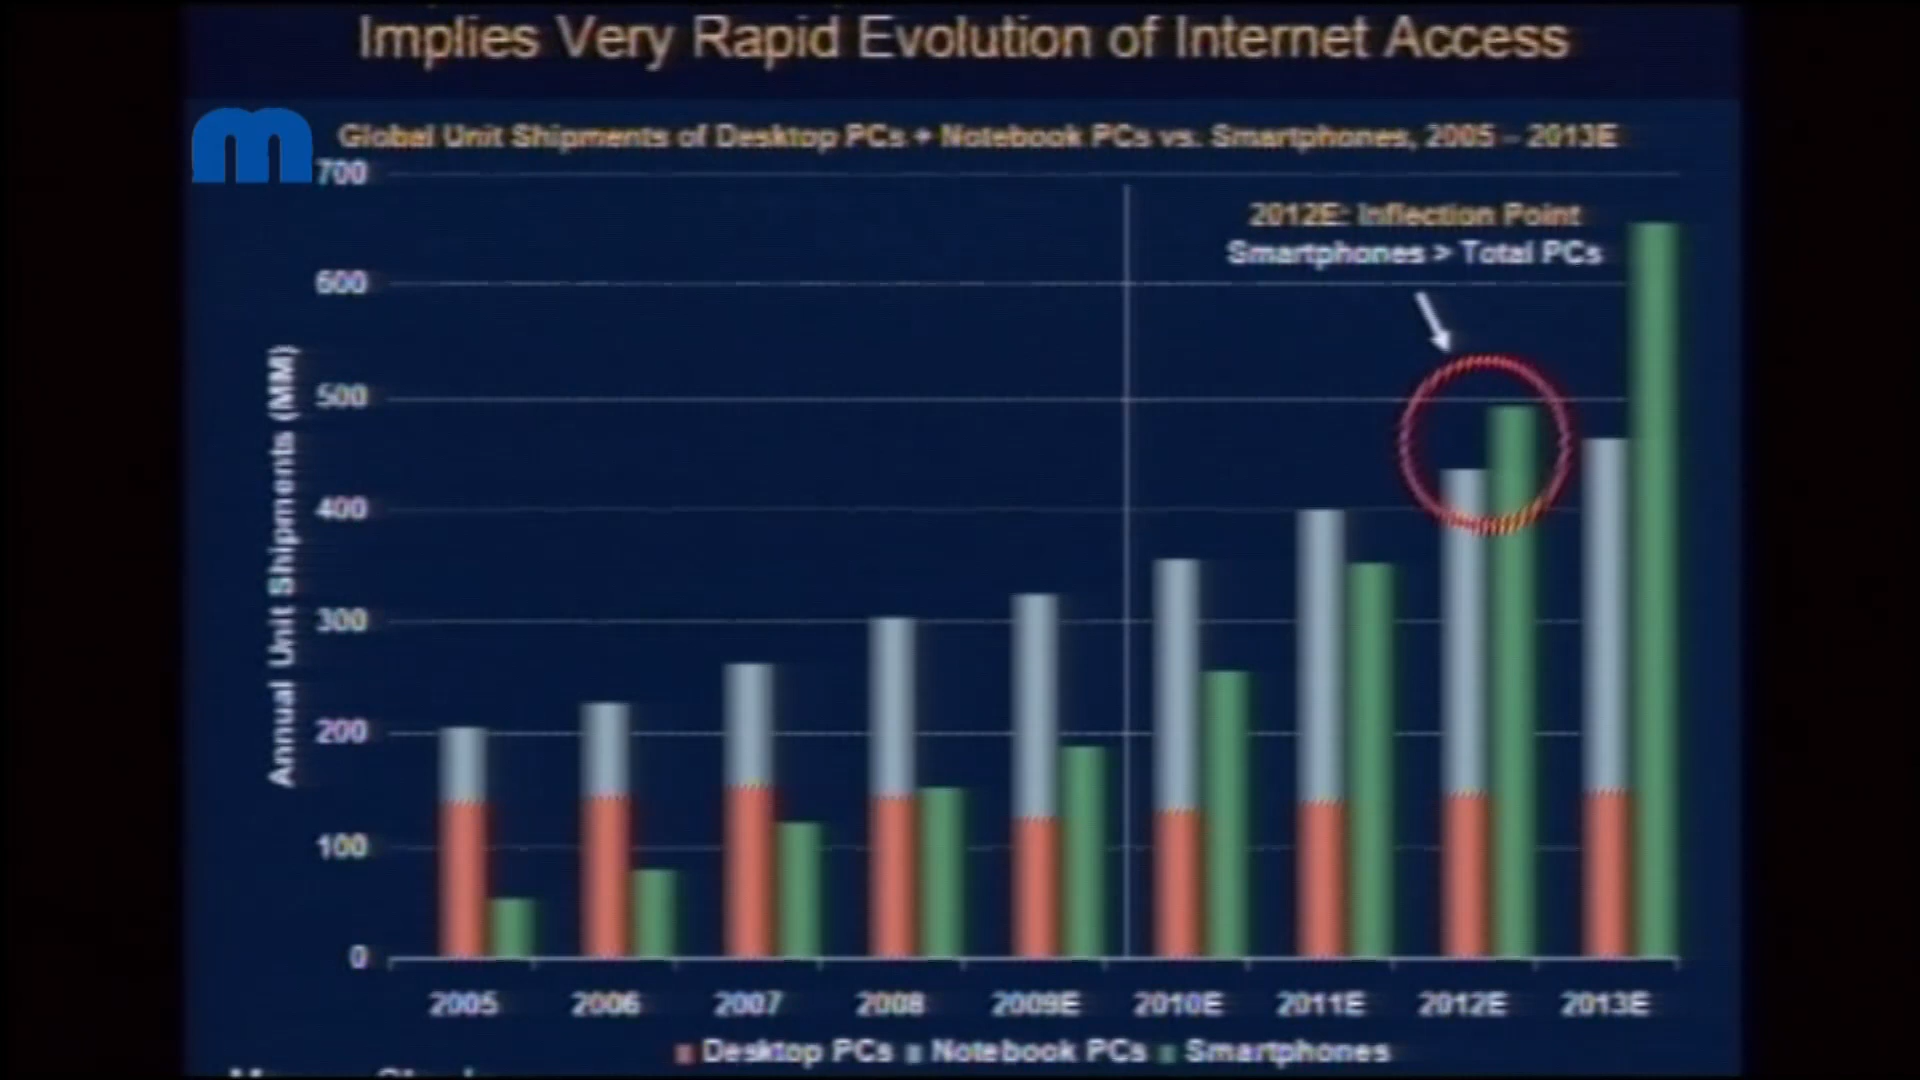 Implies Very Rapid Evolution of Internet Access
m
Global Unit Shipments of Desktop PCs + Notebook PCs vs. Smartphones, 2005 – 2013E
700
2012E: Inflection Point
Smartphones > Total PCs
600
500
400
300
200
100
0
Annual Unit Shipments (MM)
2005 2006 2007 2008 2009E 2010E 2011E 2012E 2013E
Desktop PCs Notebook PCs Smartphones